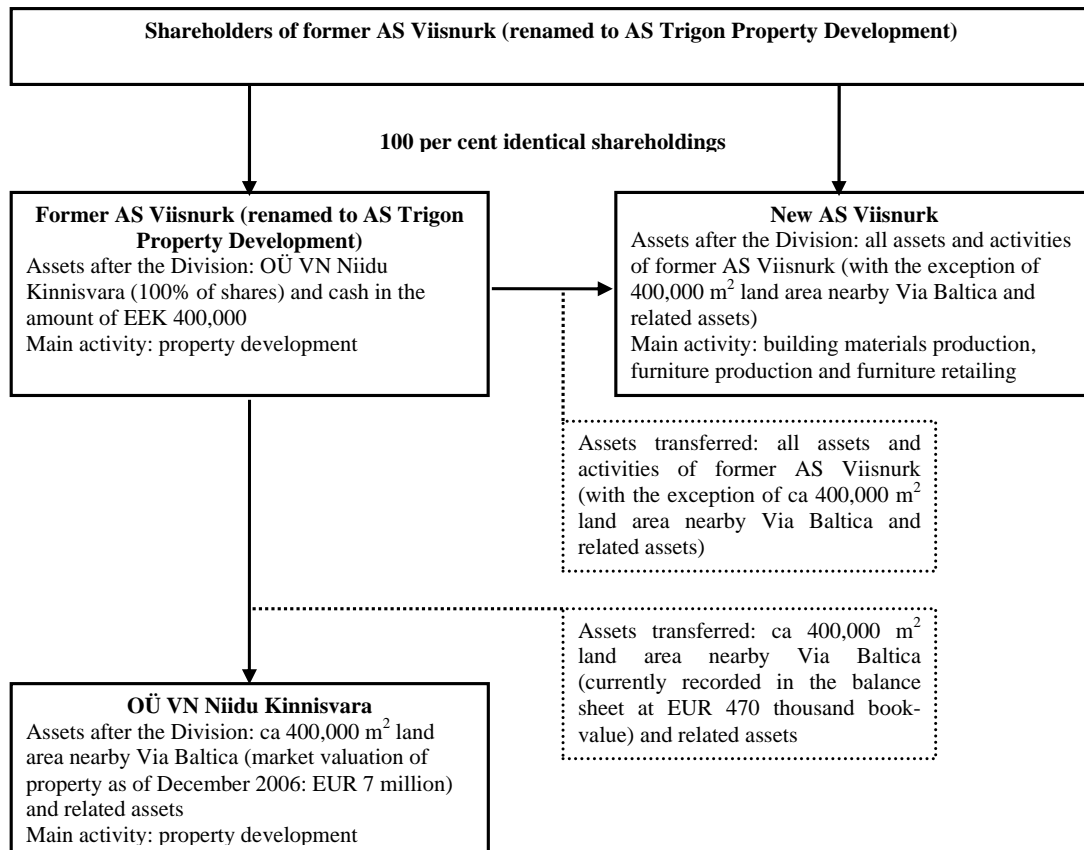 Shareholders of former AS Viisnurk (renamed to AS Trigon Property Development)
100 per cent identical shareholdings
Former AS Viisnurk (renamed to AS Trigon
Property Development)
Assets after the Division: OÜ VN Niidu
Kinnisvara (100% of shares) and cash in the
amount of EEK 400,000
Main activity: property development
New AS Viisnurk
Assets after the Division: all assets and activities
of former AS Viisnurk (with the exception of
400,000 m² land area nearby Via Baltica and
related assets)
Main activity: building materials production,
furniture production and furniture retailing
Assets transferred: all assets and
activities of former AS Viisnurk
(with the exception of ca 400,000 m²
land area nearby Via Baltica and
related assets)
Assets transferred: ca 400,000 m²
land area nearby Via Baltica
(currently recorded in the balance
sheet at EUR 470 thousand book-
value) and related assets
OÜ VN Niidu Kinnisvara
Assets after the Division: ca 400,000 m² land
area nearby Via Baltica (market valuation of
property as of December 2006: EUR 7 million)
and related assets
Main activity: property development